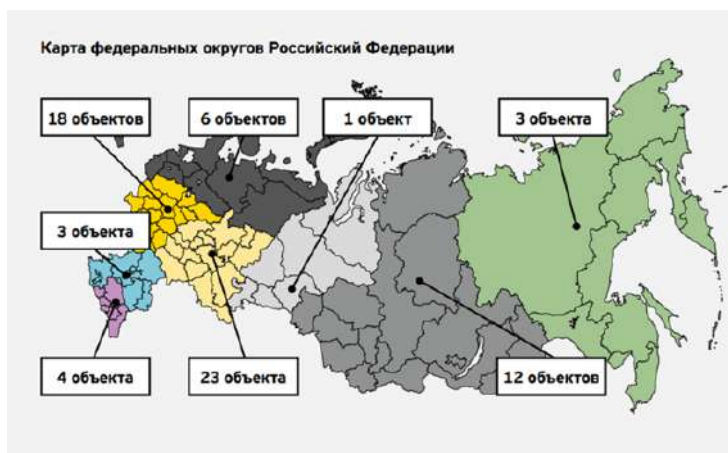 Карта федеральных округов Российский Федерации
18 объектов
6 объектов
1 объект
3 объекта
3 объекта
4 объекта
23 объекта
12 объектов